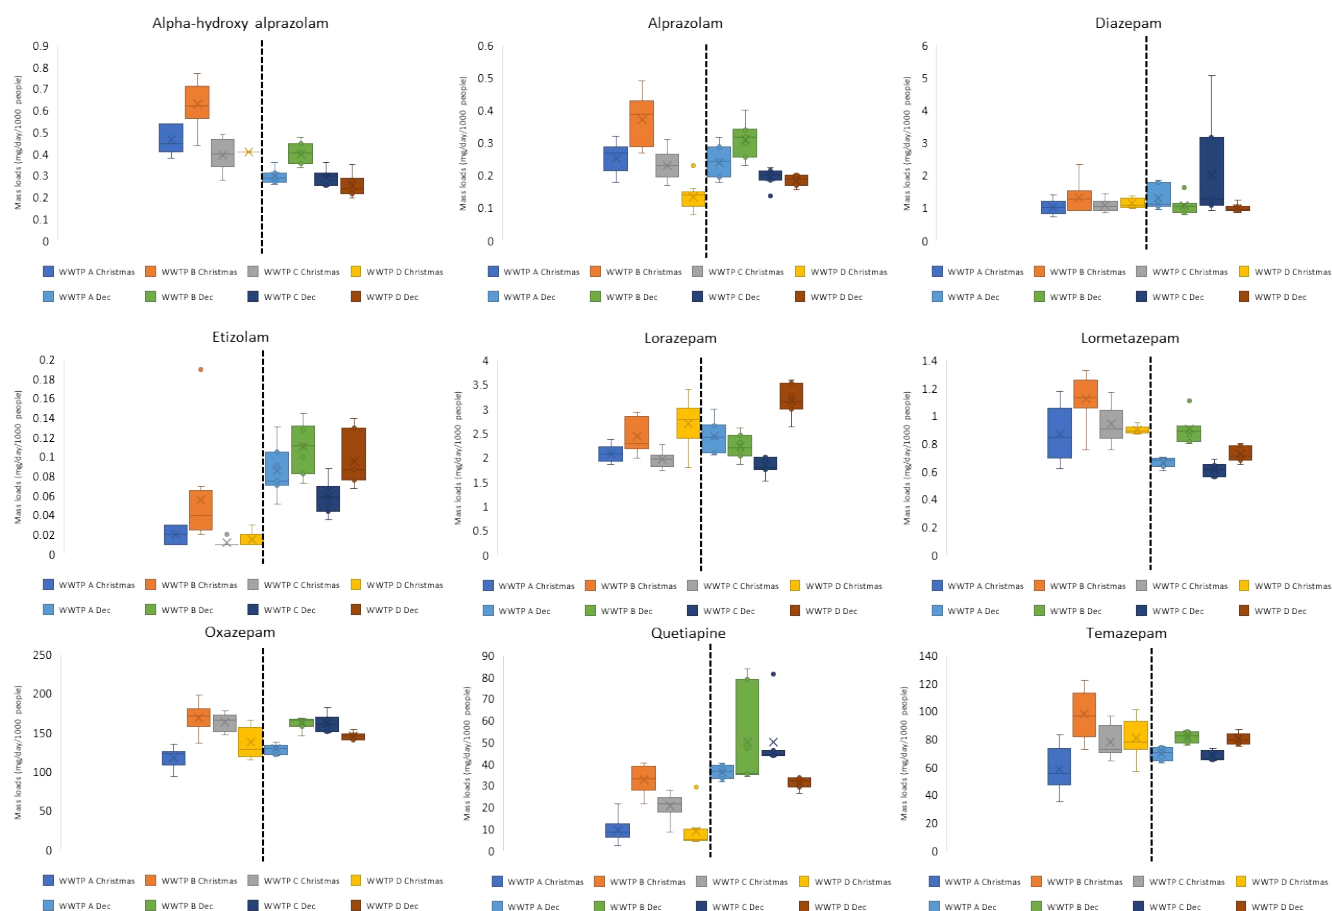 Alpha-hydroxy alprazolam
Mass loads (mg/day/1000 people)
0.9
0.8
0.7
0.6
0.5
0.4
0.3
0.2
0.1
0
WWTP A Christmas WWTP B Christmas WWTP C Christmas WWTP D Christmas
WWTP A Dec WWTP B Dec WWTP C Dec WWTP D Dec
Alprazolam
Mass loads (mg/day/1000 people)
0.6
0.5
0.4
0.3
0.2
0.1
0
WWTP A Christmas WWTP B Christmas WWTP C Christmas WWTP D Christmas
WWTP A Dec WWTP B Dec WWTP C Dec WWTP D Dec
Diazepam
Mass loads (mg/day/1000 people)
6
5
4
3
2
1
0
WWTP A Christmas WWTP B Christmas WWTP C Christmas WWTP D Christmas
WWTP A Dec WWTP B Dec WWTP C Dec WWTP D Dec
Etizolam
Mass loads (mg/day/1000 people)
0.2
0.18
0.16
0.14
0.12
0.1
0.08
0.06
0.04
0.02
0
WWTP A Christmas WWTP B Christmas WWTP C Christmas WWTP D Christmas
WWTP A Dec WWTP B Dec WWTP C Dec WWTP D Dec
Lorazepam
Mass loads (mg/day/1000 people)
4
3.5
3
2.5
2
1.5
1
0.5
0
WWTP A Christmas WWTP B Christmas WWTP C Christmas WWTP D Christmas
WWTP A Dec WWTP B Dec WWTP C Dec WWTP D Dec
Lormetazepam
Mass loads (mg/day/1000 people)
1.4
1.2
1
0.8
0.6
0.4
0.2
0
WWTP A Christmas WWTP B Christmas WWTP C Christmas WWTP D Christmas
WWTP A Dec WWTP B Dec WWTP C Dec WWTP D Dec
Oxazepam
Mass loads (mg/day/1000 people)
250
200
150
100
50
0
WWTP A Christmas WWTP B Christmas WWTP C Christmas WWTP D Christmas
WWTP A Dec WWTP B Dec WWTP C Dec WWTP D Dec
Quetiapine
Mass loads (mg/day/1000 people)
90
80
70
60
50
40
30
20
10
0
WWTP A Christmas WWTP B Christmas WWTP C Christmas WWTP D Christmas
WWTP A Dec WWTP B Dec WWTP C Dec WWTP D Dec
Temazepam
Mass loads (mg/day/1000 people)
140
120
100
80
60
40
20
0
WWTP A Christmas WWTP B Christmas WWTP C Christmas WWTP D Christmas
WWTP A Dec WWTP B Dec WWTP C Dec WWTP D Dec